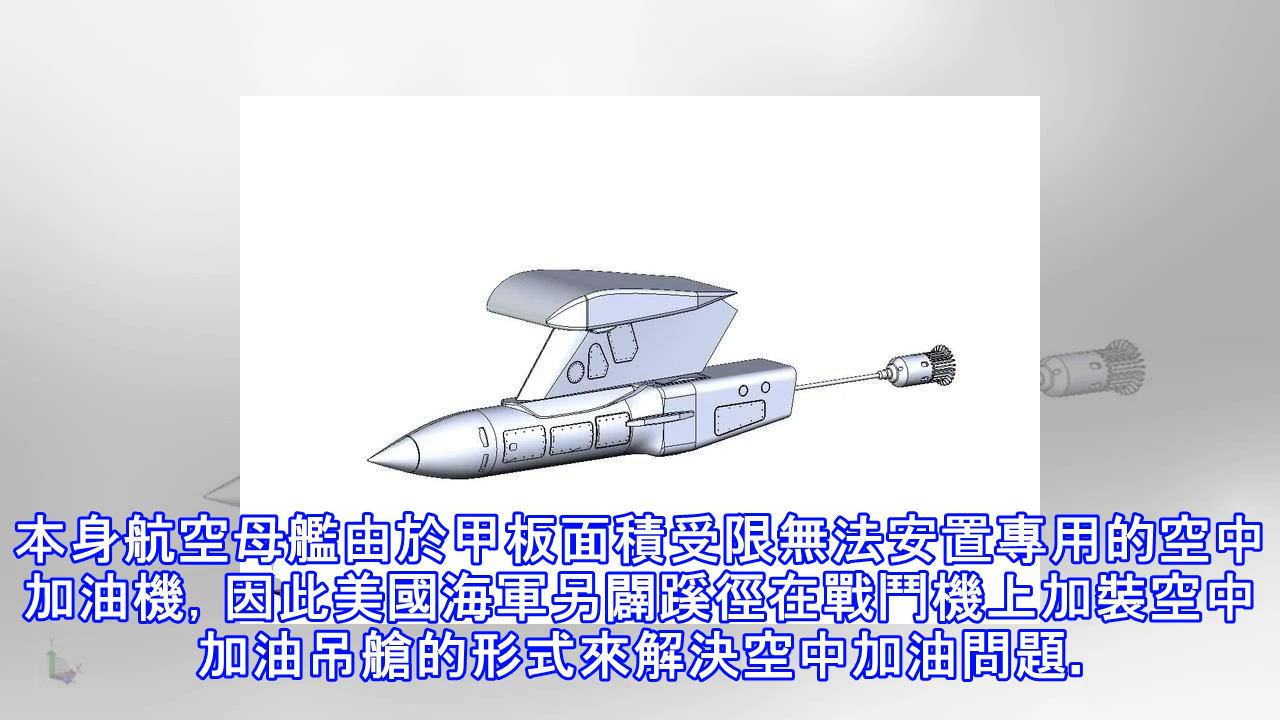 本身航空母艦由於甲板面積受限無法安置專用的空中
加油機, 因此美國海軍另闢蹊徑在戰鬥機上加裝空中
加油吊艙的形式來解決空中加油問題.